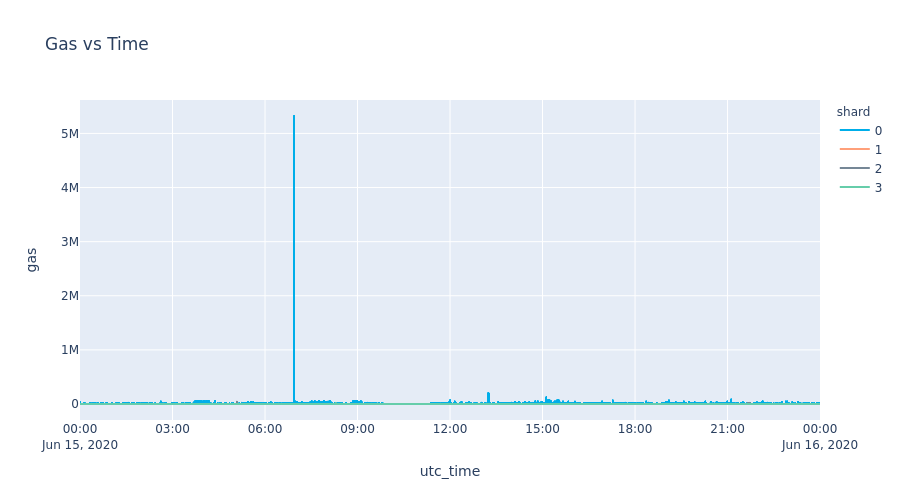 Gas vs Time
shard
0
1
2
3
5M
4M
3M
2M
1M
0
gas
00:00 03:00 06:00 09:00 12:00 15:00 18:00 21:00 00:00
Jun 15, 2020 Jun 16, 2020
utc_time